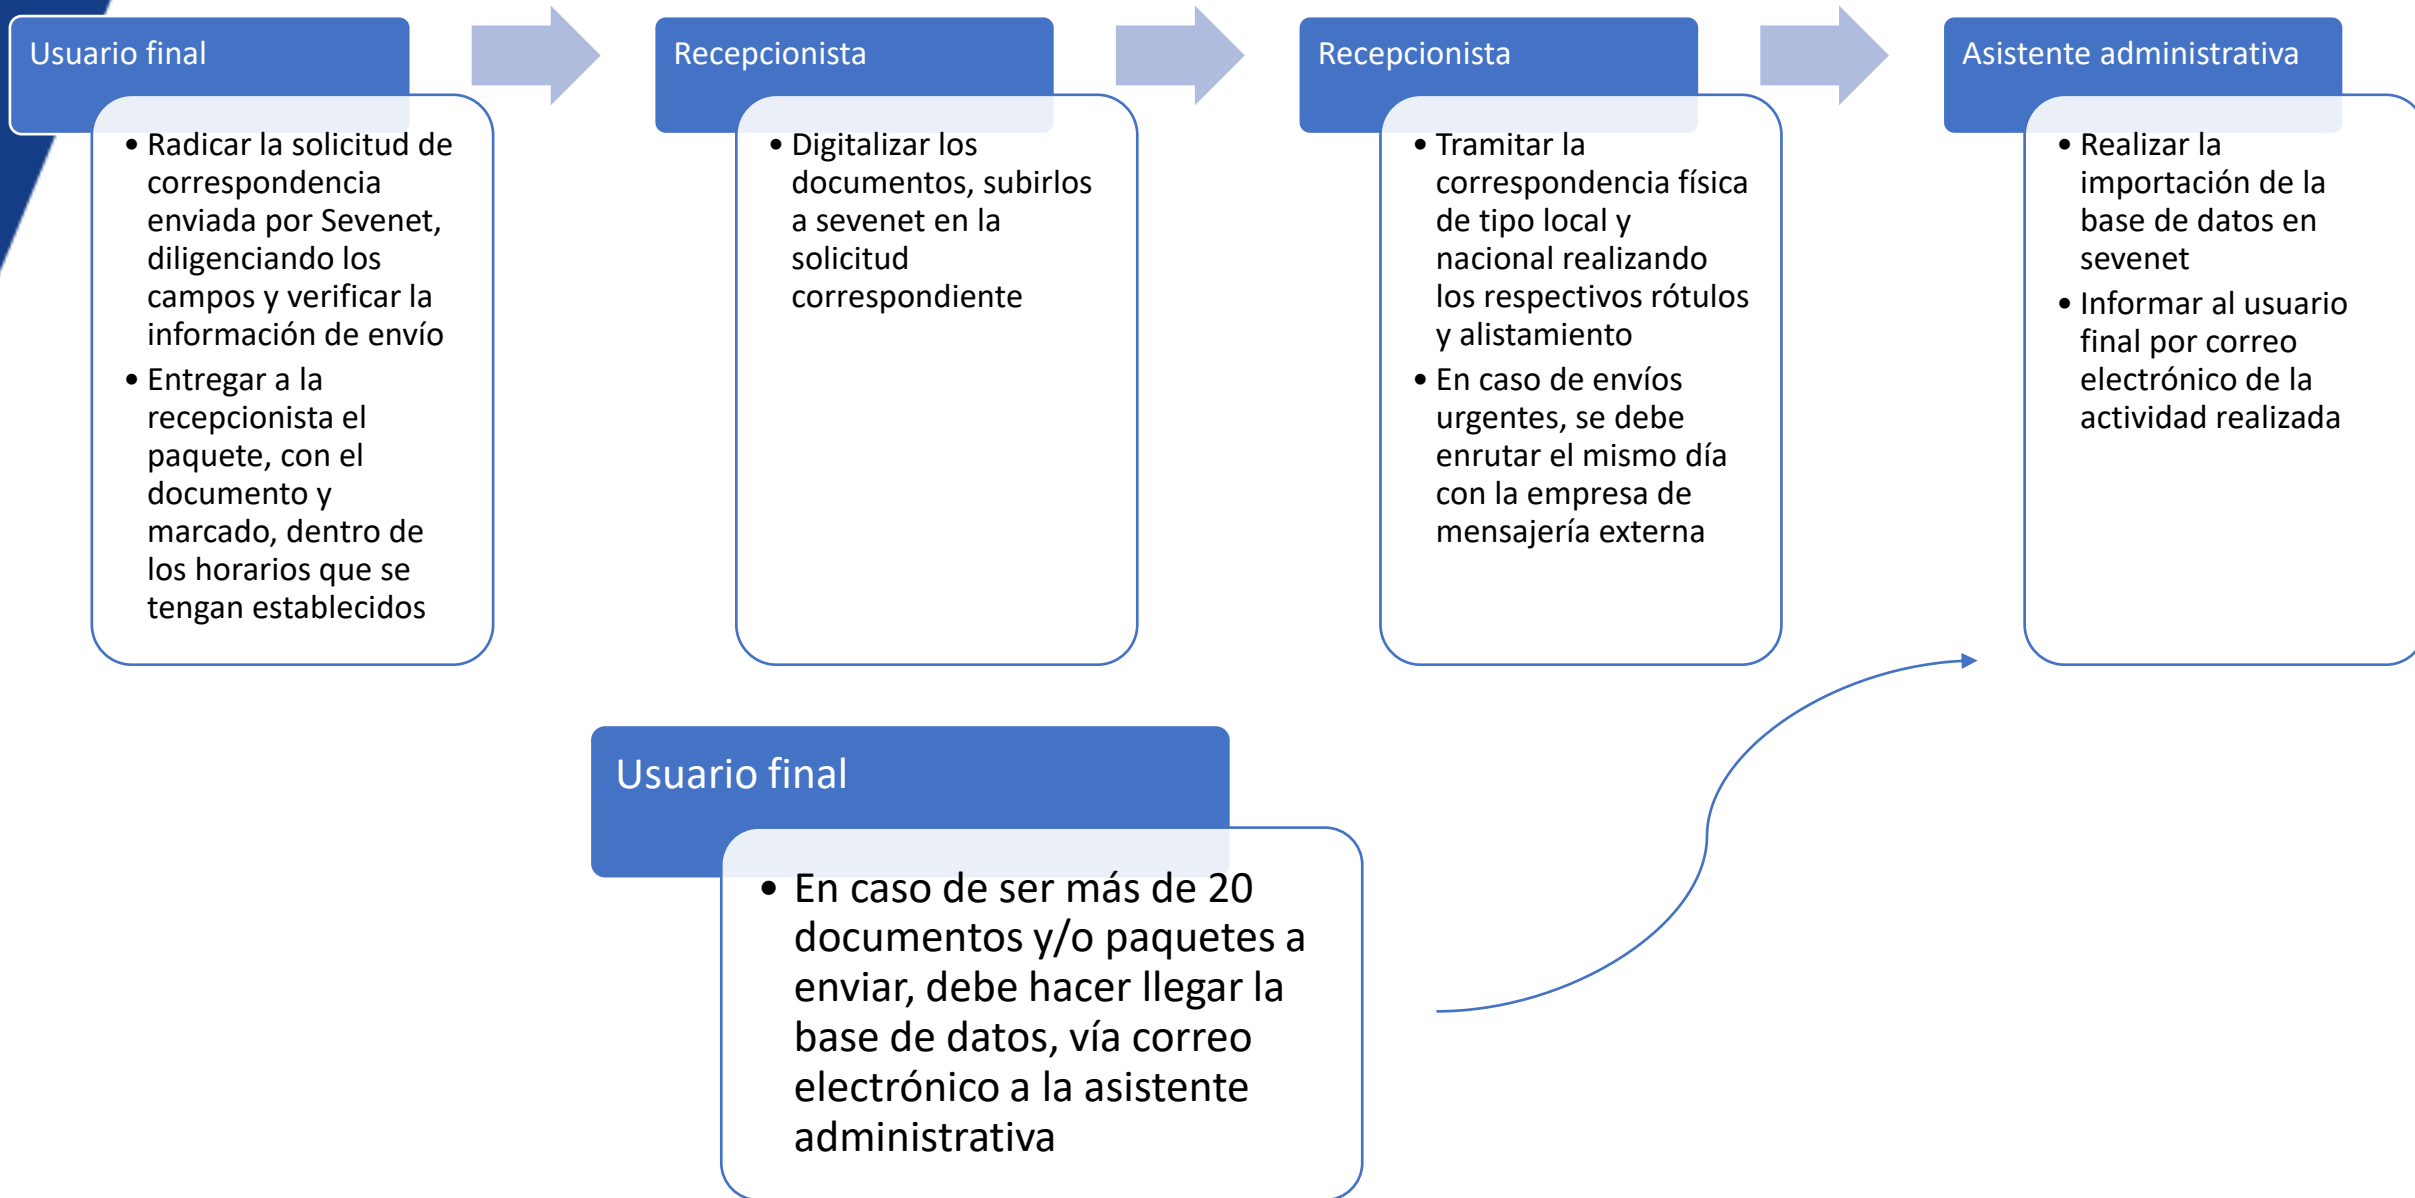 Usuario final
• Radicar la solicitud de
correspondencia
enviada por Sevenet,
diligenciando los
campos y verificar la
información de envío
• Entregar a la
recepcionista el
paquete, con el
documento y
marcado, dentro de
los horarios que se
tengan establecidos
Recepcionista
• Digitalizar los
documentos, subirlos
a sevenet en la
solicitud
correspondiente
Recepcionista
• Tramitar la
correspondencia física
de tipo local y
nacional realizando
los respectivos rótulos
y alistamiento
• En caso de envíos
urgentes, se debe
enrutar el mismo día
con la empresa de
mensajería externa
Asistente administrativa
• Realizar la
importación de la
base de datos en
sevenet
• Informar al usuario
final por correo
electrónico de la
actividad realizada
Usuario final
• En caso de ser más de 20
documentos y/o paquetes a
enviar, debe hacer llegar la
base de datos, vía correo
electrónico a la asistente
administrativa